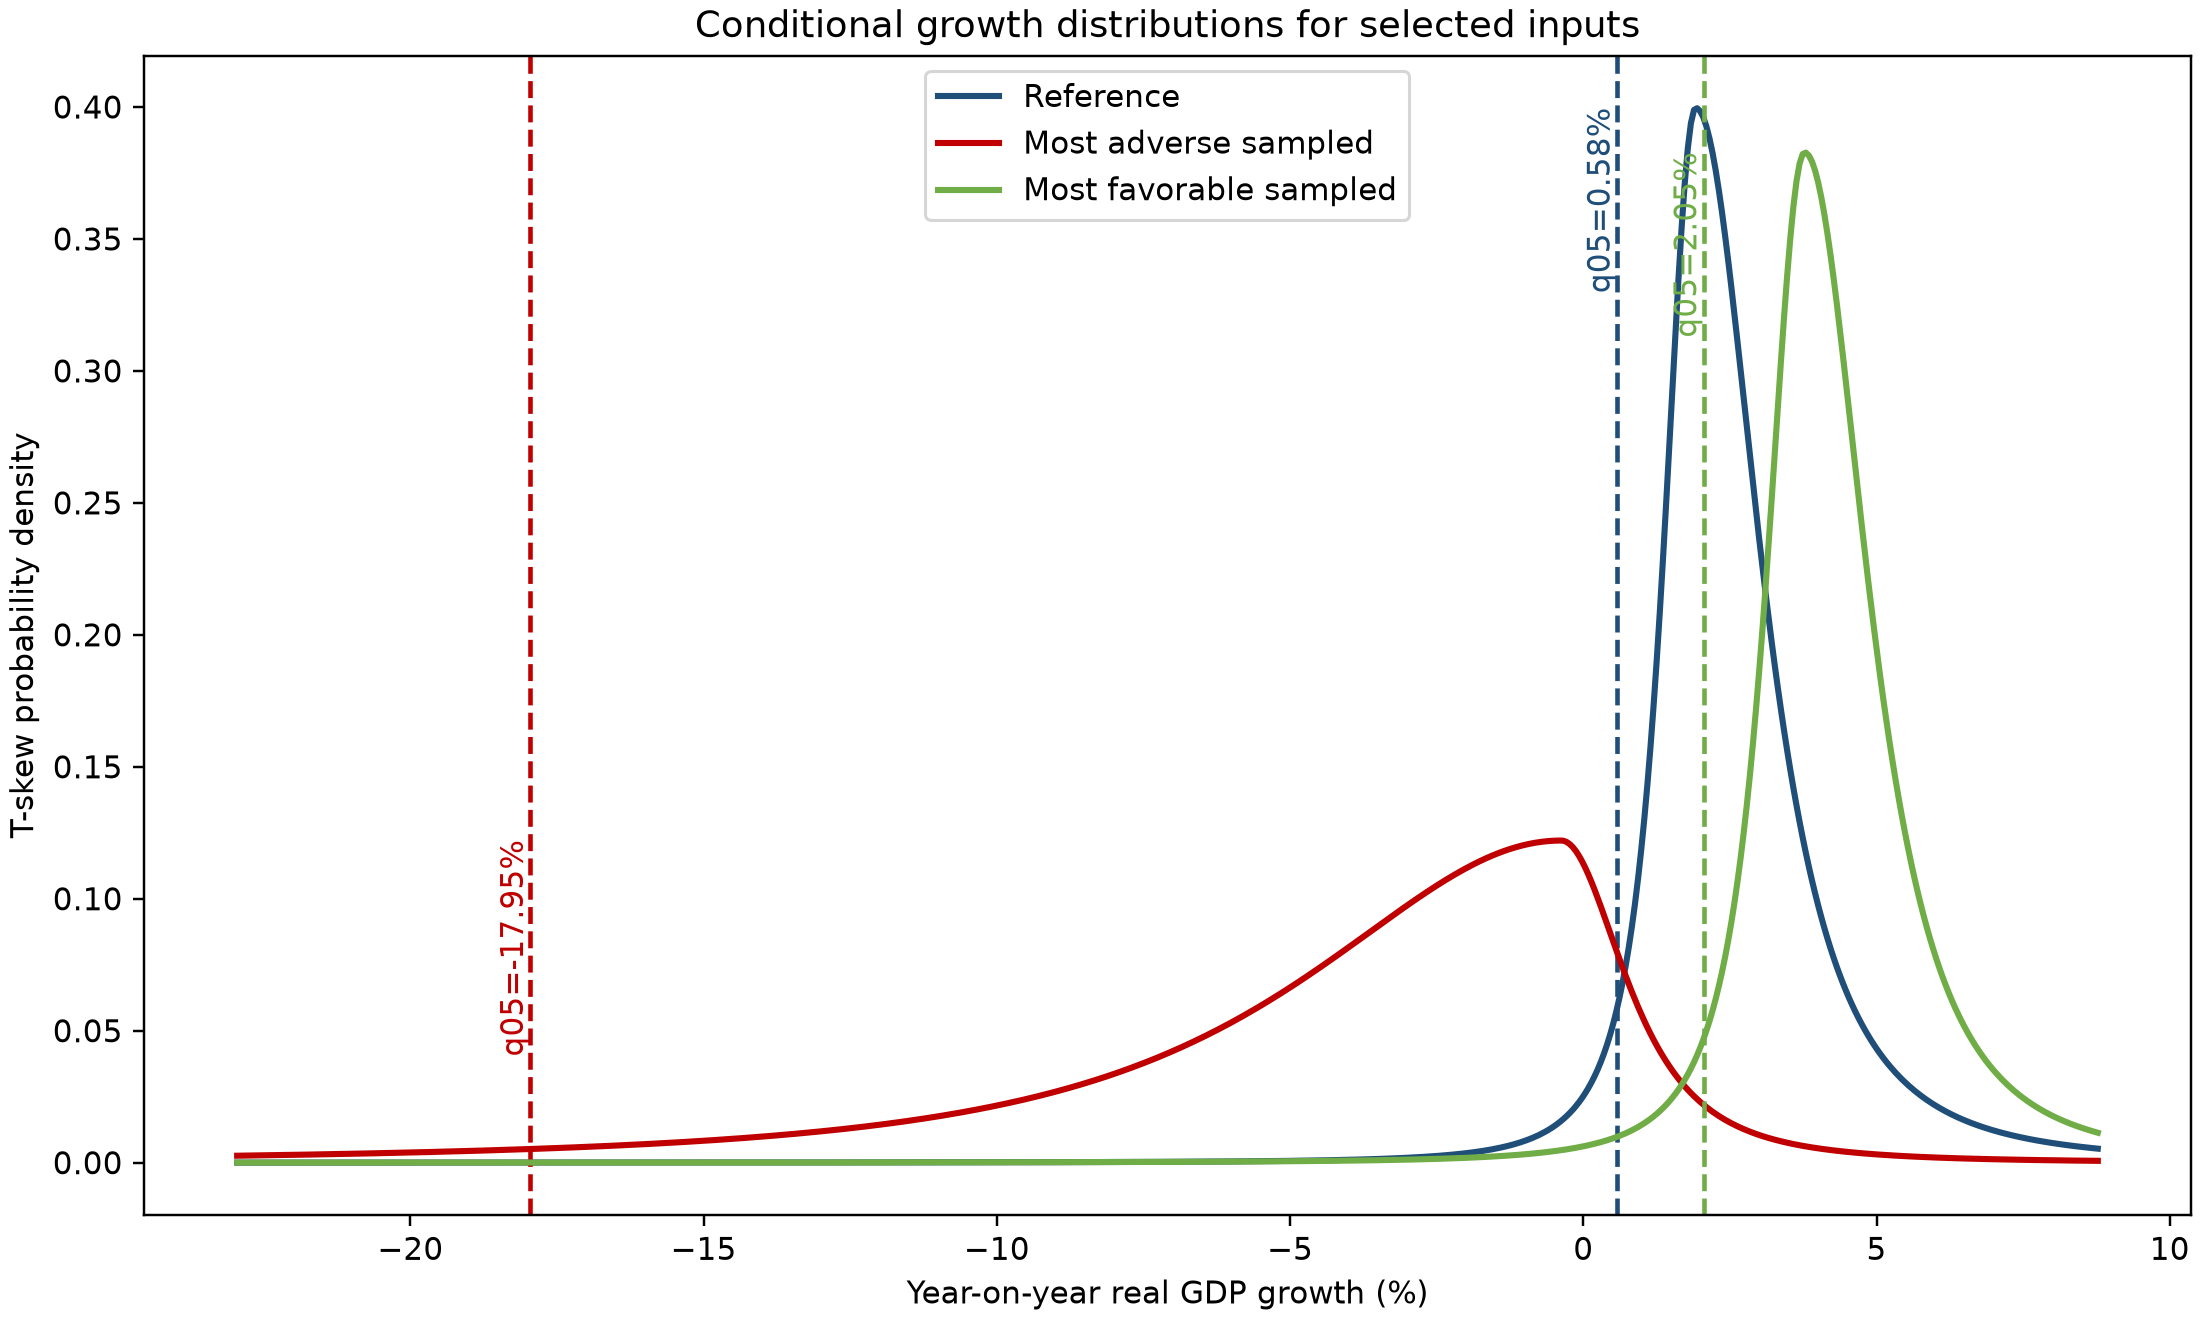 Conditional growth distributions for selected inputs
T-skew probability density
0.40
0.35
0.30
0.25
0.20
0.15
0.10
0.05
0.00
Reference
Most adverse sampled
Most favorable sampled
q05=-17.95%
q05=0.58%
q05=2.05%
−20
−15
−10
−5
0
5
10
Year-on-year real GDP growth (%)